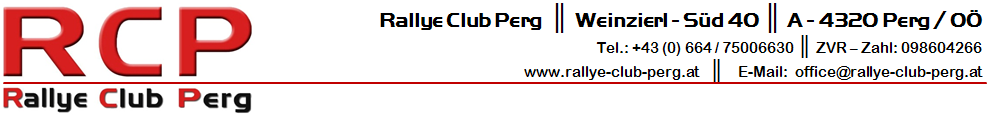 RCP
Rallye Club Perg
Rallye Club Perg ║ Weinzierl - Süd 40 ║ A - 4320 Perg / OÖ
Tel.: +43 (0) 664 / 75006630 ║ ZVR – Zahl: 098604266
www.rallye-club-perg.at ║ E-Mail: office@rallye-club-perg.at